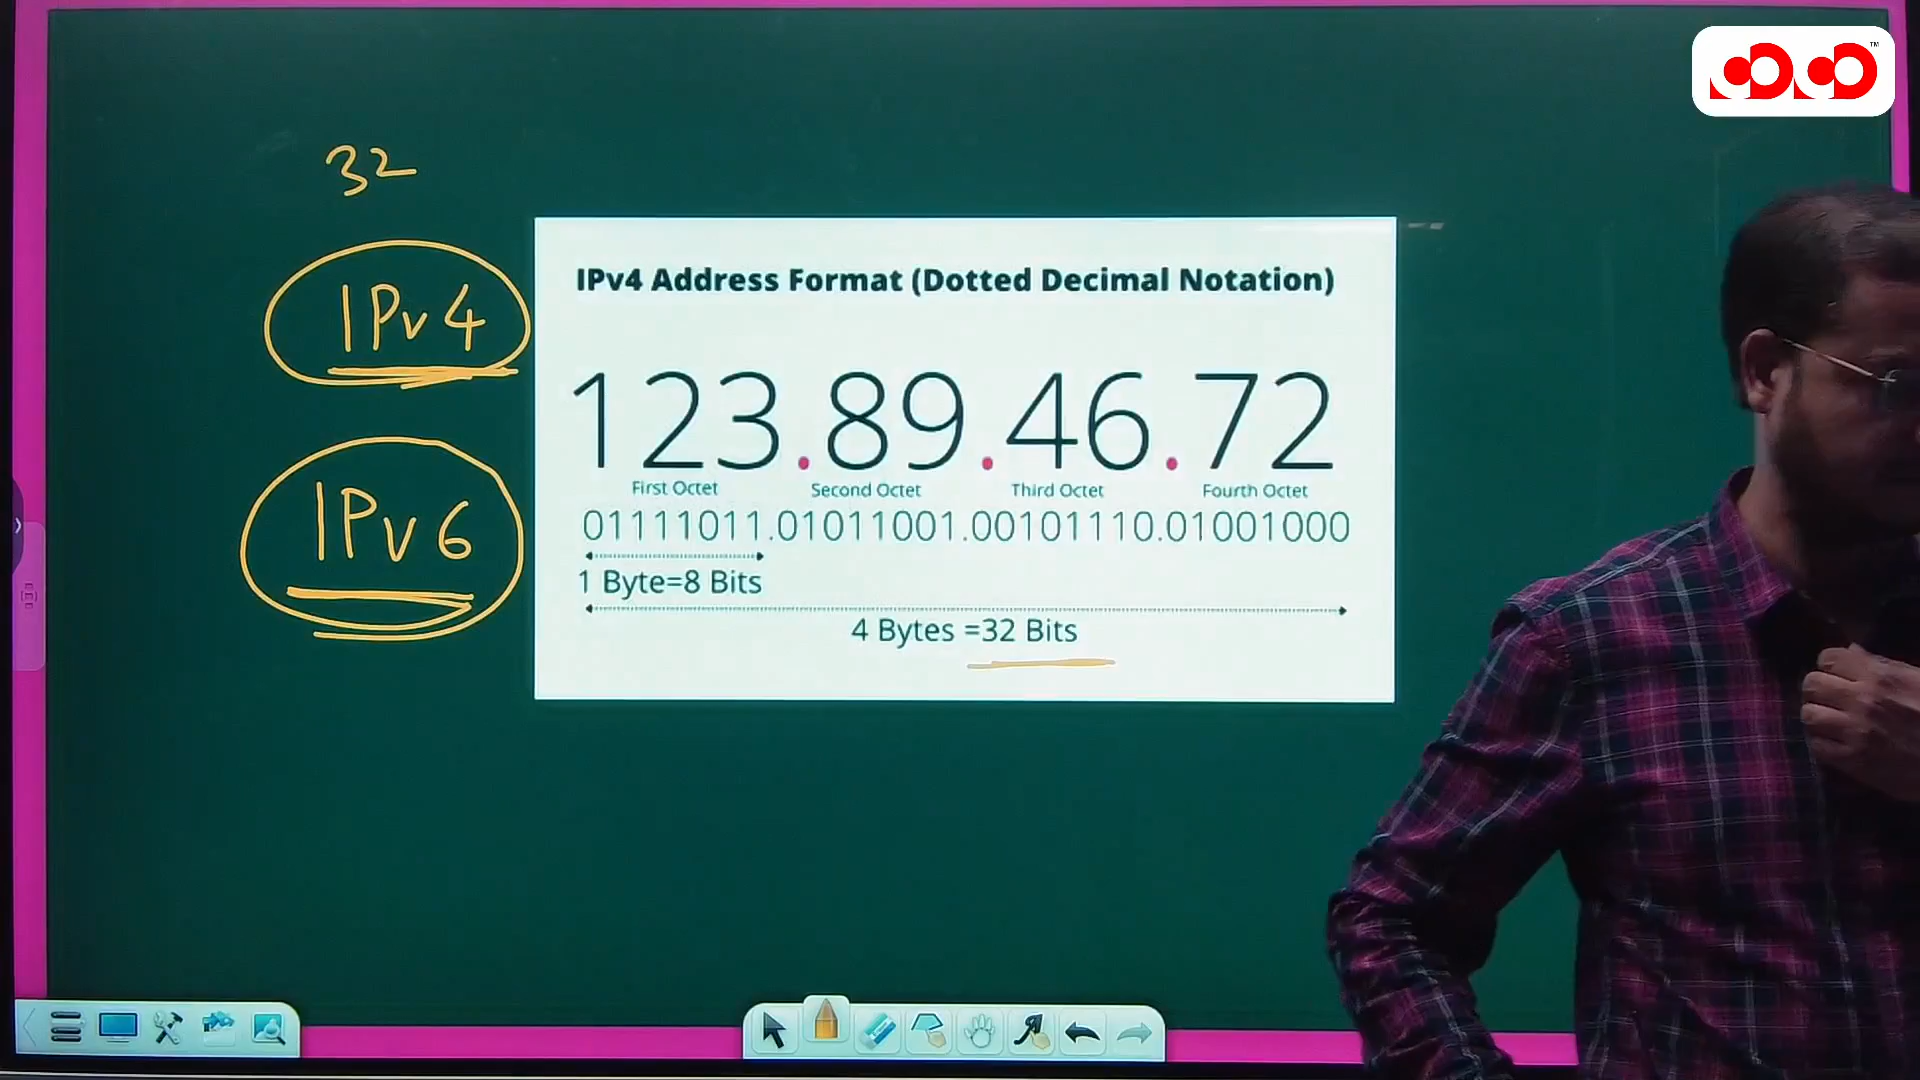 32
IPv4
IPv6
IPv4 Address Format (Dotted Decimal Notation)
123.89.46.72
First Octet Second Octet Third Octet Fourth Octet
01111011.01011001.00101110.01001000
1 Byte=8 Bits
4 Bytes =32 Bits
TM